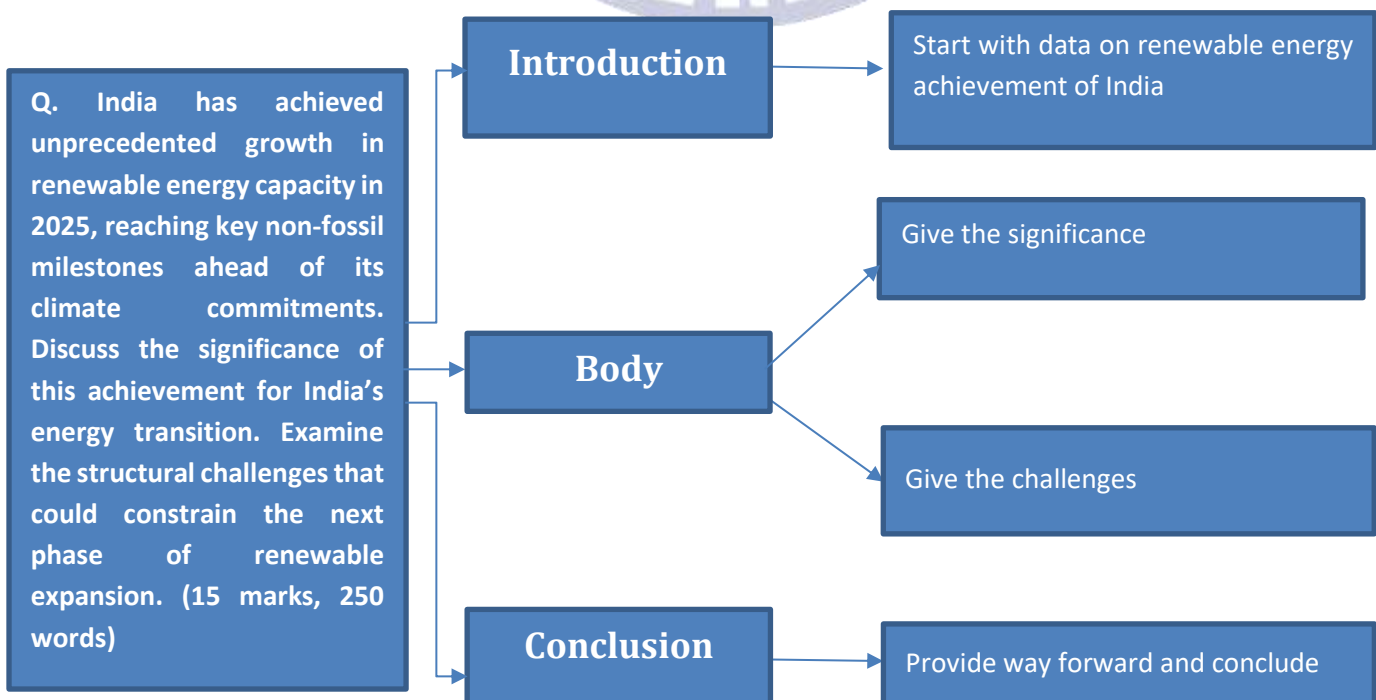 Q. India has achieved
unprecedented growth in
renewable energy capacity in
2025, reaching key non-fossil
milestones ahead of its
climate commitments.
Discuss the significance of
this achievement for India’s
energy transition. Examine
the structural challenges that
could constrain the next
phase of renewable
expansion. (15 marks, 250
words)
Introduction
Start with data on renewable energy
achievement of India
Body
Give the significance
Give the challenges
Conclusion
Provide way forward and conclude